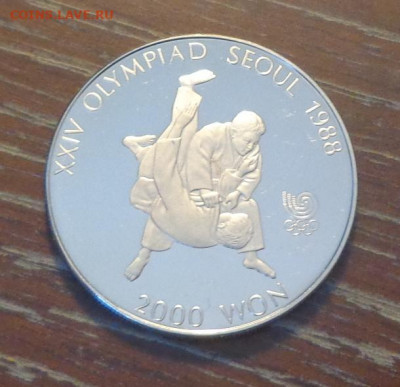 COINS.LAVE.RU
XXIV OLYMPIAD SEOUL 1988
2000 WON